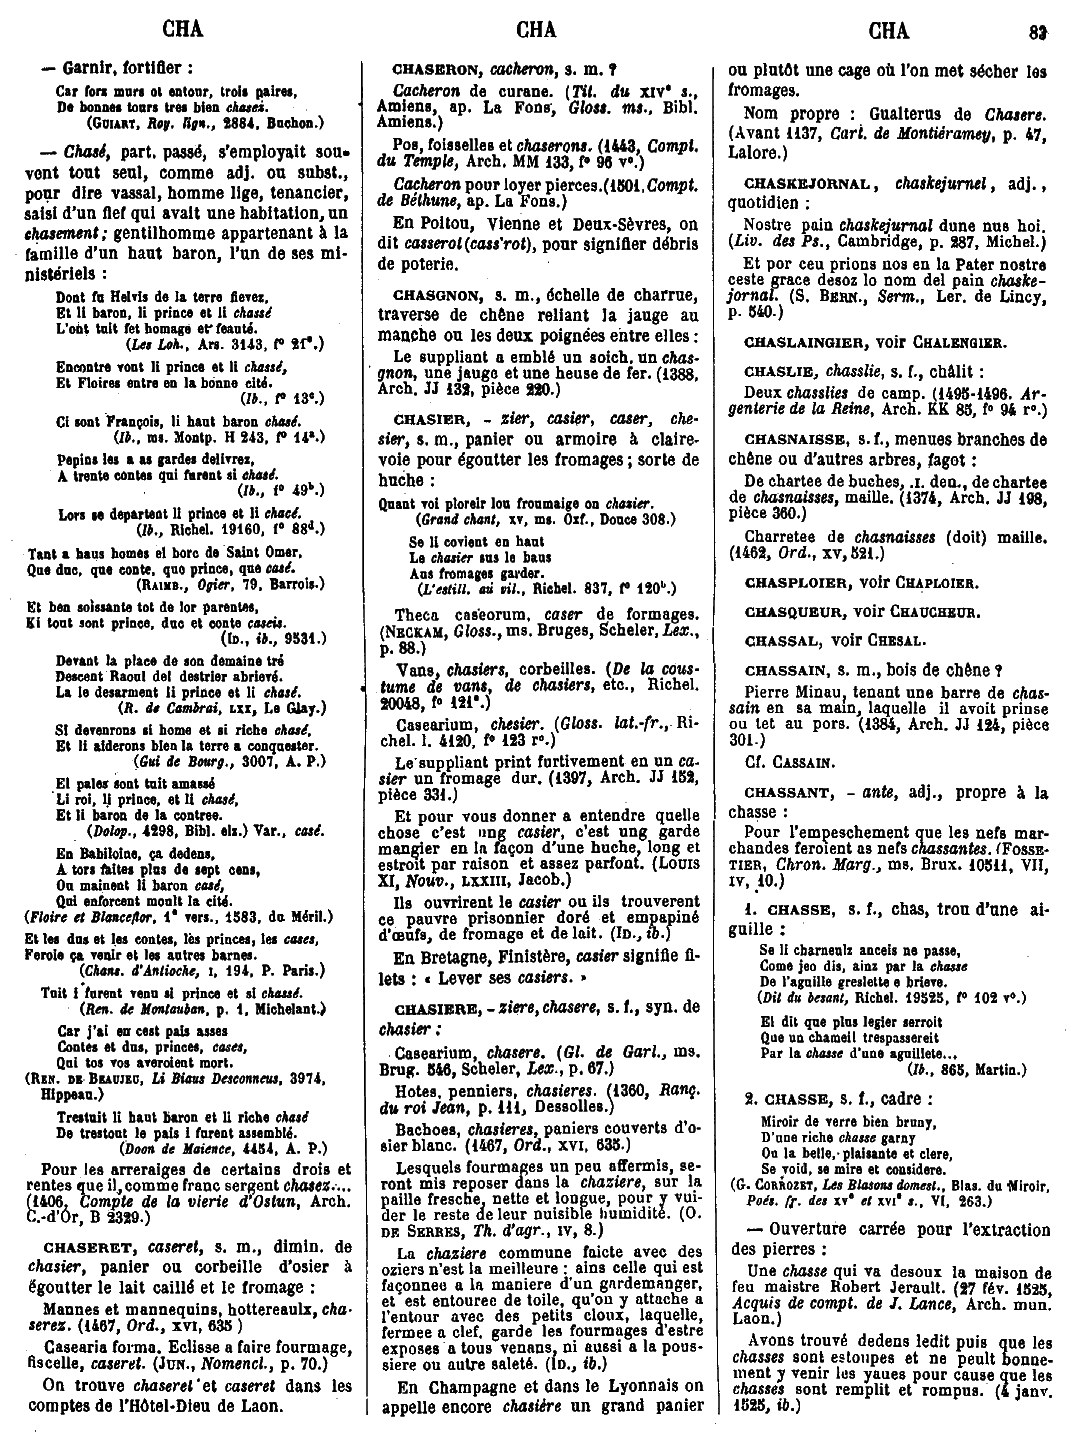 CHA
CHA
CHA
83
— Garnir, fortifier :
Car fors murs et entour, trois paires,
De bonnes tours tres bien chasez.
(Guiart, Roy. lign., 2884, Buchon.)
— Chasé, part. passé, s'employait sou-
vent tout seul, comme adj. ou subst.,
pour dire vassal, homme lige, tenancier,
saisi d'un fief qui avait une habitation, un
chasement ; gentilhomme appartenant à la
famille d'un haut baron, l'un de ses mi-
nistériels :
Dont fu Helvis de la terre fievez,
Et li baron, li prince et li chasé
L'ont tuit fet homage et feauté.
(Les Loh., Ars. 3143, f° 21ª.)
Encontre vont li prince et li chassé,
Et Floires entre en la bonne cité.
(Ib., f° 13ᵉ.)
Ci sont François, li haut baron chasé.
(Ib., ms. Montp. H 243, f° 14ª.)
Pepins les a as gardes delivrez,
A trente contes qui furent si chasé.
(Ib., f° 49ᵇ.)
Lors se departent li prince et li chacé.
(Ib., Richel. 19160, f° 88ᵈ.)
Tant a haus homes el borc de Saint Omer,
Que duc, que conte, que prince, que casé.
(Raimb., Ogier, 79, Barrois.)
Et ben soissante tot de lor parentes,
Ki tout sont prince, duc et conte caseis.
(Id., ib., 9531.)
Devant la place de son demaine tré
Descent Raoul del destrier abrievé.
La le desarment li prince et li chasé.
(R. de Cambrai, lxx, Le Glay.)
Si devenrons si home et si riche chasé,
Et li aiderons bien la terre a conquester.
(Gui de Bourg., 3007, A. P.)
El pales sont tuit amassé
Li roi, li prince, et li chasé,
Et li baron de la contree.
(Dolop., 4298, Bibl. elz.) Var., casé.
En Babiloine, ça dedens,
A tors faites plus de sept cens,
Ou mainent li baron casé,
Qui enforcent moult la cité.
(Floire et Blanceflor, 1ᵉ vers., 1583, du Méril.)
Et les dus et les contes, lès princes, les cases,
Ferole ça venir et les autres barnes.
(Chans. d'Antioche, i, 194, P. Paris.)
Tuit i furent venu si prince et si chassé.
(Ren. de Montauban, p. 1, Michelant.)
Car j'ai en cest païs asses
Contes et dus, princes, cases,
Qui tos vos averoient mort.
(Ren. de Beaujeu, Li Biaus Desconneus, 3974,
Hippeau.)
Trestuit li haut baron et li riche chasé
De trestout le païs i furent assemblé.
(Doon de Maience, 4454, A. P.)
Pour les arreraiges de certains drois et
rentes que il, comme franc sergent chasez....
(1406, Compte de la vierie d'Ostun, Arch.
C.-d'Or, B 2329.)
CHASERET, caseret, s. m., dimin. de
chasier, panier ou corbeille d'osier à
égoutter le lait caillé et le fromage :
Mannes et mannequins, hottereaulx, cha-
serez. (1467, Ord., xvi, 635)
Casearia forma. Eclisse a faire fourmage,
fiscelle, caseret. (Jun., Nomencl., p. 70.)
On trouve chaseret et caseret dans les
comptes de l'Hôtel-Dieu de Laon.
CHASERON, cacheron, s. m. ?
Cacheron de curane. (Tit. du xivᵉ s.,
Amiens, ap. La Fons, Gloss. ms., Bibl.
Amiens.)
Pos, foisselles et chaserons. (1443, Compt.
du Temple, Arch. MM 133, f° 96 v°.)
Cacheron pour loyer pierces. (1501, Compt.
de Béthune, ap. La Fons.)
En Poitou, Vienne et Deux-Sèvres, on
dit casserol (cass'rot), pour signifier débris
de poterie.
CHASGNON, s. m., échelle de charrue,
traverse de chêne reliant la jauge au
manche ou les deux poignées entre elles :
Le suppliant a emblé un soich, un chas-
gnon, une jauge et une heuse de fer. (1388,
Arch. JJ 132, pièce 220.)
CHASIER, - zier, casier, caser, che-
sier, s. m., panier ou armoire à claire-
voie pour égoutter les fromages ; sorte de
huche :
Quant voi ploreir lou froumaige on chasier.
(Grand chant, xv, ms. Oxf., Douce 308.)
Se li covient en haut
Le chasier sus le baus
Aus fromages garder.
(L'estill. au vil., Richel. 837, f° 120ᵇ.)
Theca caseorum, caser de formages.
(Neckam, Gloss., ms. Bruges, Scheler, Lex.,
p. 88.)
Vans, chasiers, corbeilles. (De la cous-
tume de vans, de chasiers, etc., Richel.
20048, f° 121ª.)
Casearium, chesier. (Gloss. lat.-fr., Ri-
chel. l. 4120, f° 123 r°.)
Le suppliant print furtivement en un ca-
sier un fromage dur. (1397, Arch. JJ 152,
pièce 331.)
Et pour vous donner a entendre quelle
chose c'est ung casier, c'est ung garde
mangier en la façon d'une huche, long et
estroit par raison et assez parfont. (Louis
XI, Nouv., lxxiii, Jacob.)
Ils ouvrirent le casier ou ils trouverent
ce pauvre prisonnier doré et empapiné
d'œufs, de fromage et de lait. (Id., ib.)
En Bretagne, Finistère, casier signifie fi-
lets : « Lever ses casiers. »
CHASIERE, - ziere, chasere, s. f., syn. de
chasier :
Casearium, chasere. (Gl. de Garl., ms.
Brug. 546, Scheler, Lex., p. 67.)
Hotes, penniers, chasieres. (1360, Ranç.
du roi Jean, p. 111, Dessolles.)
Bachoes, chasieres, paniers couverts d'o-
sier blanc. (1467, Ord., xvi, 635.)
Lesquels fourmages un peu affermis, se-
ront mis reposer dans la chaziere, sur la
paille fresche, nette et longue, pour y vui-
der le reste de leur nuisible humidité. (O.
de Serres, Th. d'agr., iv, 8.)
La chaziere commune faicte avec des
oziers n'est la meilleure : ains celle qui est
façonnee a la maniere d'un gardemanger,
et est entouree de toile, qu'on y attache a
l'entour avec des petits cloux, laquelle,
fermee a clef, garde les fourmages d'estre
exposes a tous venans, ni aussi a la pous-
siere ou autre saleté. (Id., ib.)
En Champagne et dans le Lyonnais on
appelle encore chasière un grand panier
ou plutôt une cage où l'on met sécher les
fromages.
Nom propre : Gualterus de Chasere.
(Avant 1137, Cart. de Montiéramey, p. 47,
Lalore.)
CHASKEJORNAL, chaskejurnel, adj.,
quotidien :
Nostre pain chaskejurnal dune nus hoi.
(Liv. des Ps., Cambridge, p. 287, Michel.)
Et por ceu prions nos en la Pater nostre
ceste grace desoz lo nom del pain chaske-
jornal. (S. Bern., Serm., Ler. de Lincy,
p. 540.)
CHASLAINGIER, voir Chalengier.
CHASLIE, chasslie, s. f., châlit :
Deux chasslies de camp. (1495-1496. Ar-
genterie de la Reine, Arch. KK 85, f° 94 r°.)
CHASNAISSE, s. f., menues branches de
chêne ou d'autres arbres, fagot :
De chartee de buches, .i. den., de chartee
de chasnaisses, maille. (1374, Arch. JJ 198,
pièce 360.)
Charretee de chasnaisses (doit) maille.
(1462, Ord., xv, 521.)
CHASPLOIER, voir Chaploier.
CHASQUEUR, voir Chaucheur.
CHASSAL, voir Chesal.
CHASSAIN, s. m., bois de chêne ?
Pierre Minau, tenant une barre de chas-
sain en sa main, laquelle il avoit prinse
ou tet au pors. (1384, Arch. JJ 124, pièce
301.)
Cf. Cassain.
CHASSANT, - ante, adj., propre à la
chasse :
Pour l'empeschement que les nefs mar-
chandes feroient as nefs chassantes. (Fosse-
tier, Chron. Marg., ms. Brux. 10511, VII,
iv, 10.)
1. CHASSE, s. f., chas, trou d'une ai-
guille :
Se li charneulz anceis ne passe,
Come jeo dis, ainz par la chasse
De l'aguille greslette e brieve.
(Dit du besant, Richel. 19525, f° 102 v°.)
El dit que plus legier serroit
Que un chameil trespassereit
Par la chasse d'une aguillete...
(Ib., 865, Martin.)
2. CHASSE, s. f., cadre :
Miroir de verre bien bruny,
D'une riche chasse garny
Ou la belle, plaisante et clere,
Se void, se mire et considere.
(G. Corrozet, Les Blasons domest., Blas. du Miroir,
Poés. fr. des xvᵉ et xviᵉ s., VI, 263.)
— Ouverture carrée pour l'extraction
des pierres :
Une chasse qui va desoux la maison de
feu maistre Robert Jerault. (27 fév. 1525,
Acquis de compt. de J. Lance, Arch. mun.
Laon.)
Avons trouvé dedens ledit puis que les
chasses sont estoupes et ne peult bonne-
ment y venir les yaues pour cause que les
chasses sont remplit et rompus. (4 janv.
1525, ib.)